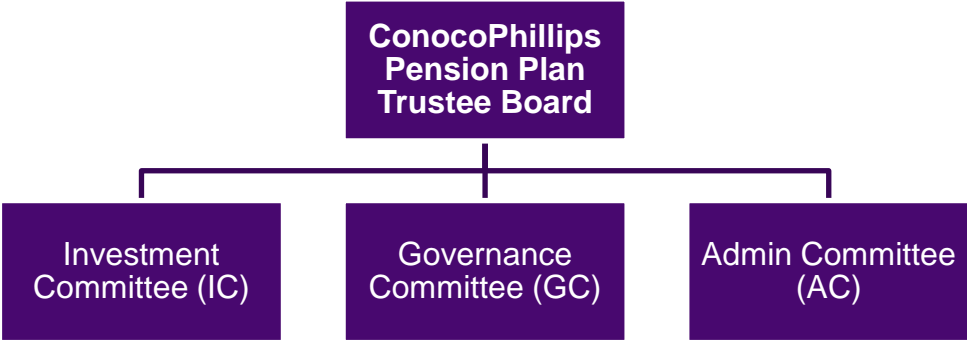 ConocoPhillips
Pension Plan
Trustee Board
Investment
Committee (IC)
Governance
Committee (GC)
Admin Committee
(AC)